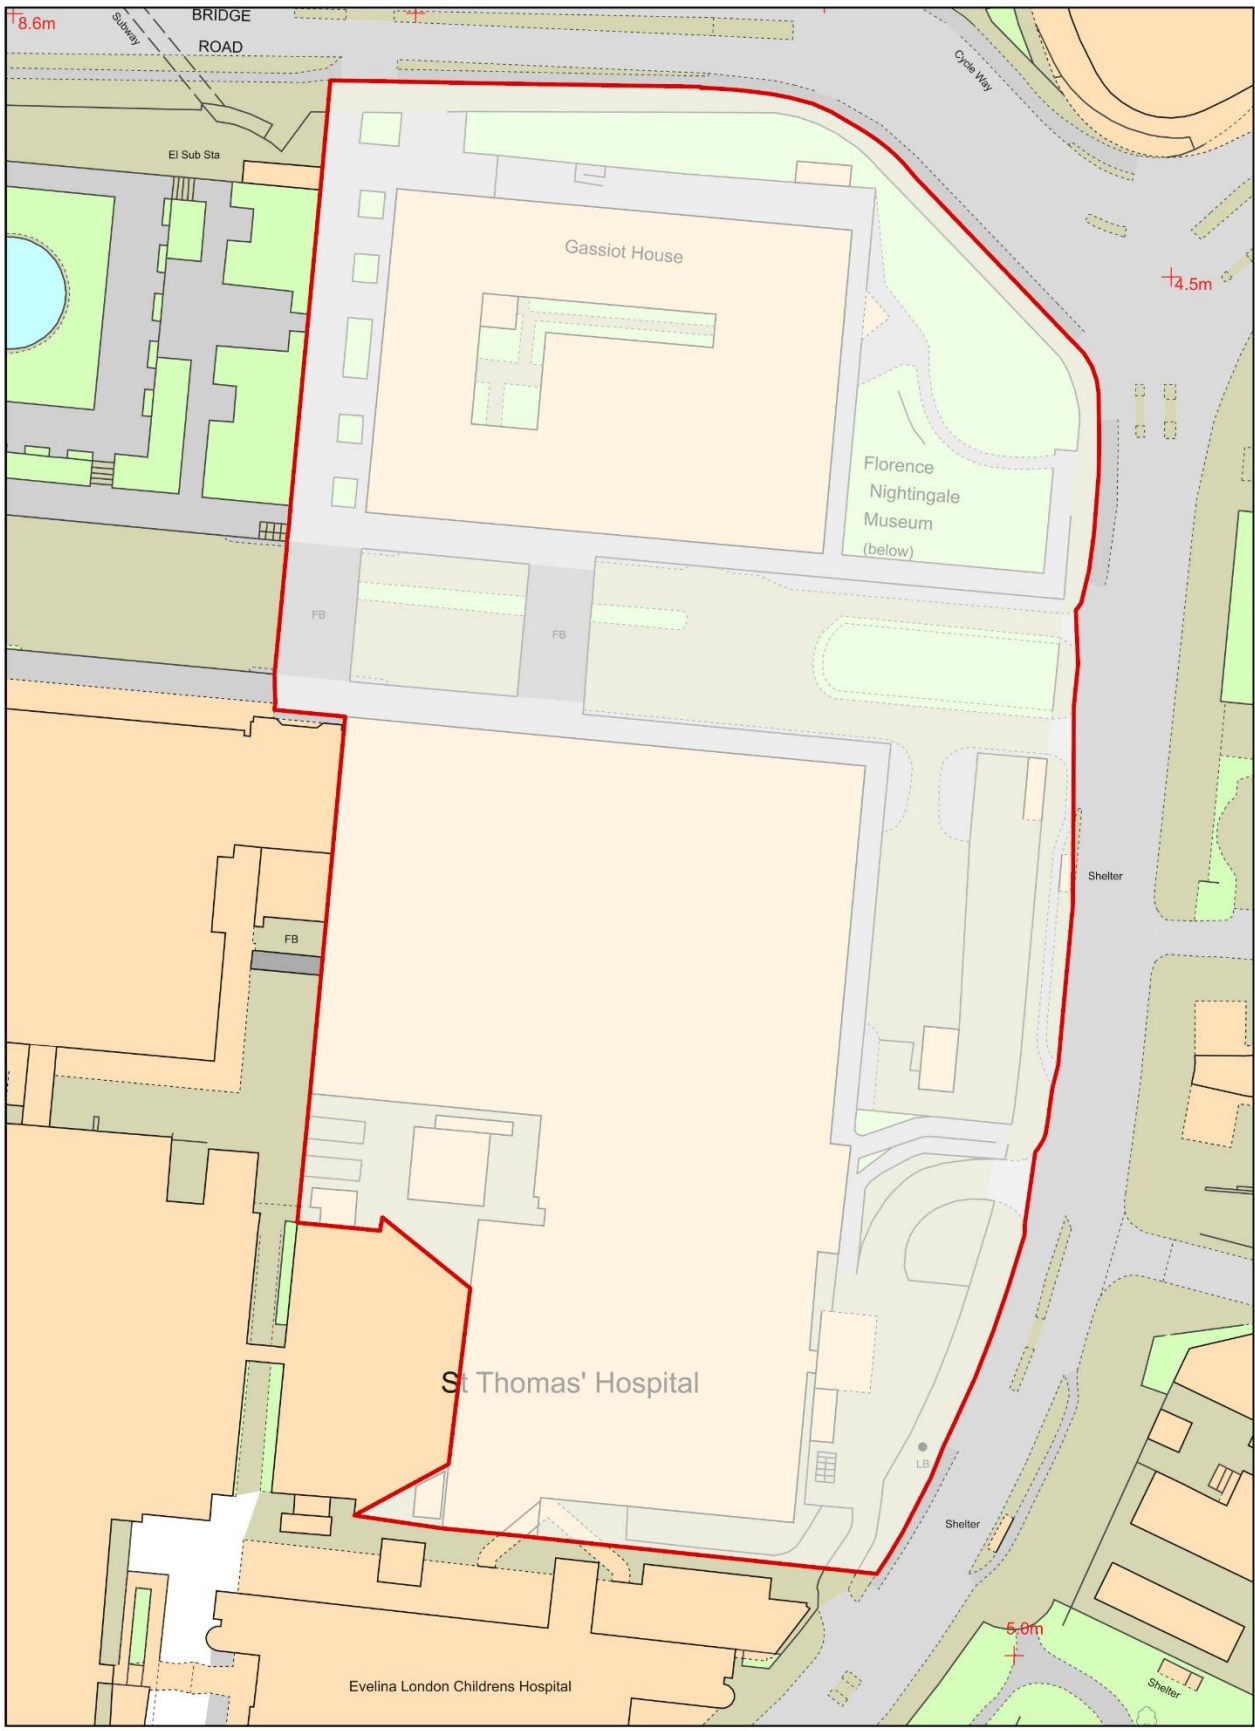 8.6m
BRIDGE
ROAD
Subway
Cycle Way
El Sub Sta
Gassiot House
4.5m
Florence
Nightingale
Museum
(below)
FB
FB
Shelter
FB
St Thomas' Hospital
LB
Shelter
5.0m
Evelina London Childrens Hospital
Shelter